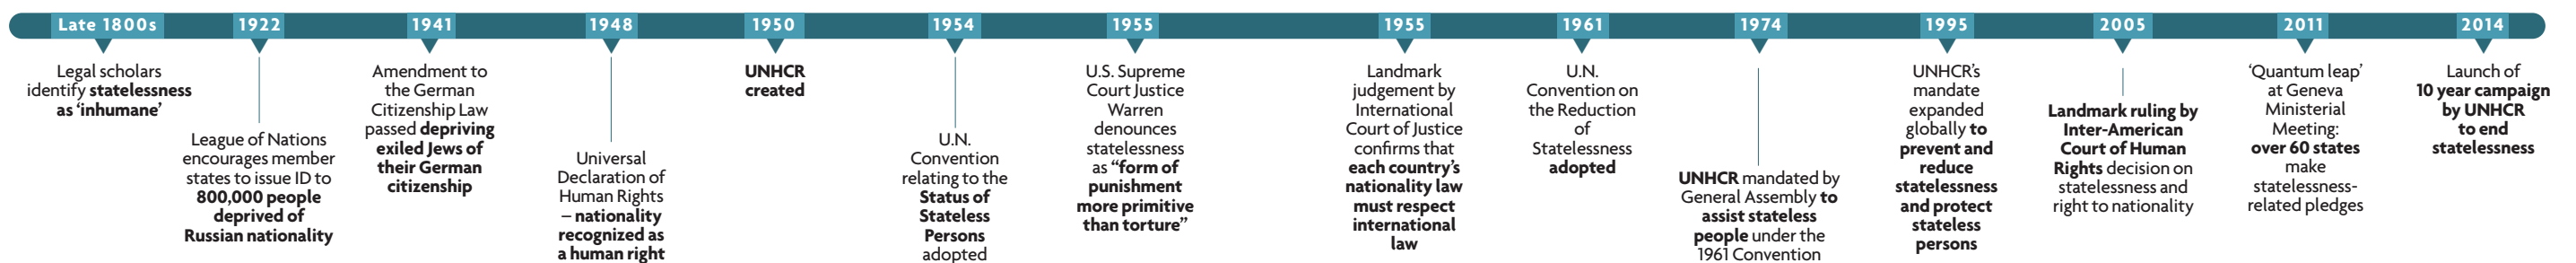 Late 1800s
Legal scholars
identify statelessness
as ‘inhumane’
1922
League of Nations
encourages member
states to issue ID to
800,000 people
deprived of
Russian nationality
1941
Amendment to
the German
Citizenship Law
passed depriving
exiled Jews of
their German
citizenship
1948
Universal
Declaration of
Human Rights
– nationality
recognized as
a human right
1950
UNHCR
created
1954
U.N.
Convention
relating to the
Status of
Stateless
Persons
adopted
1955
U.S. Supreme
Court Justice
Warren
denounces
statelessness
as “form of
punishment
more primitive
than torture”
1955
Landmark
judgement by
International
Court of Justice
confirms that
each country’s
nationality law
must respect
international
law
1961
U.N.
Convention on
the Reduction
of
Statelessness
adopted
1974
UNHCR mandated by
General Assembly to
assist stateless
people under the
1961 Convention
1995
UNHCR’s
mandate
expanded
globally to
prevent and
reduce
statelessness
and protect
stateless
persons
2005
Landmark ruling by
Inter-American
Court of Human
Rights decision on
statelessness and
right to nationality
2011
‘Quantum leap’
at Geneva
Ministerial
Meeting:
over 60 states
make
statelessness-
related pledges
2014
Launch of
10 year campaign
by UNHCR
to end
statelessness